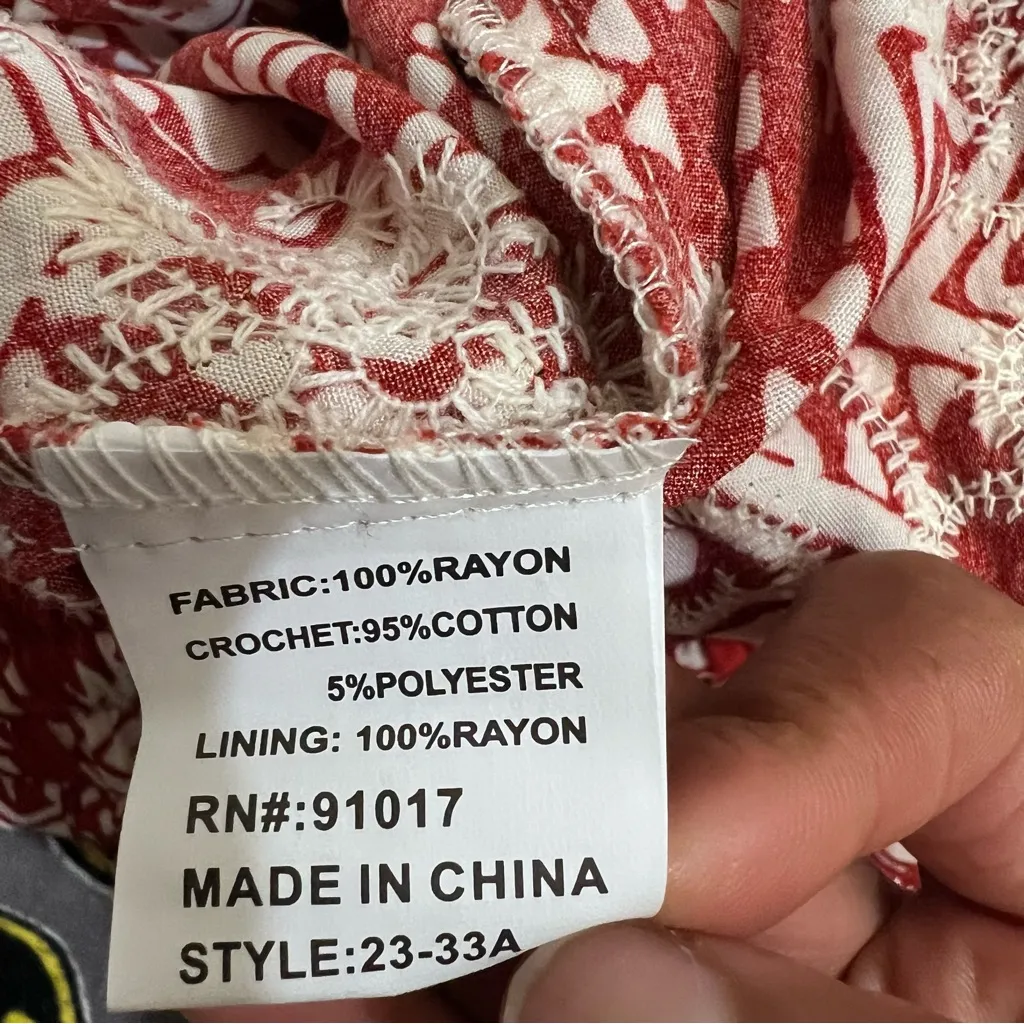 FABRIC:100%RAYON
CROCHET:95%COTTON
5%POLYESTER
LINING: 100%RAYON
RN#:91017
MADE IN CHINA
STYLE:23-33A